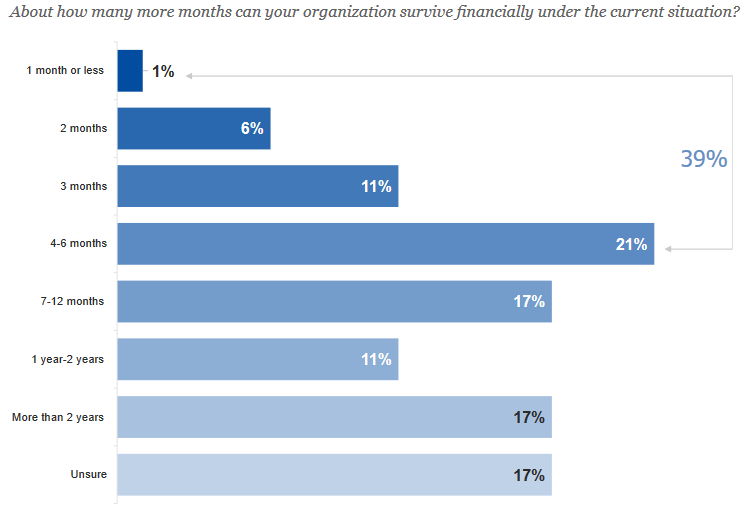 About how many more months can your organization survive financially under the current situation?
1 month or less 1%
39%
2 months 6%
3 months 11%
4-6 months 21%
7-12 months 17%
1 year-2 years 11%
More than 2 years 17%
Unsure 17%